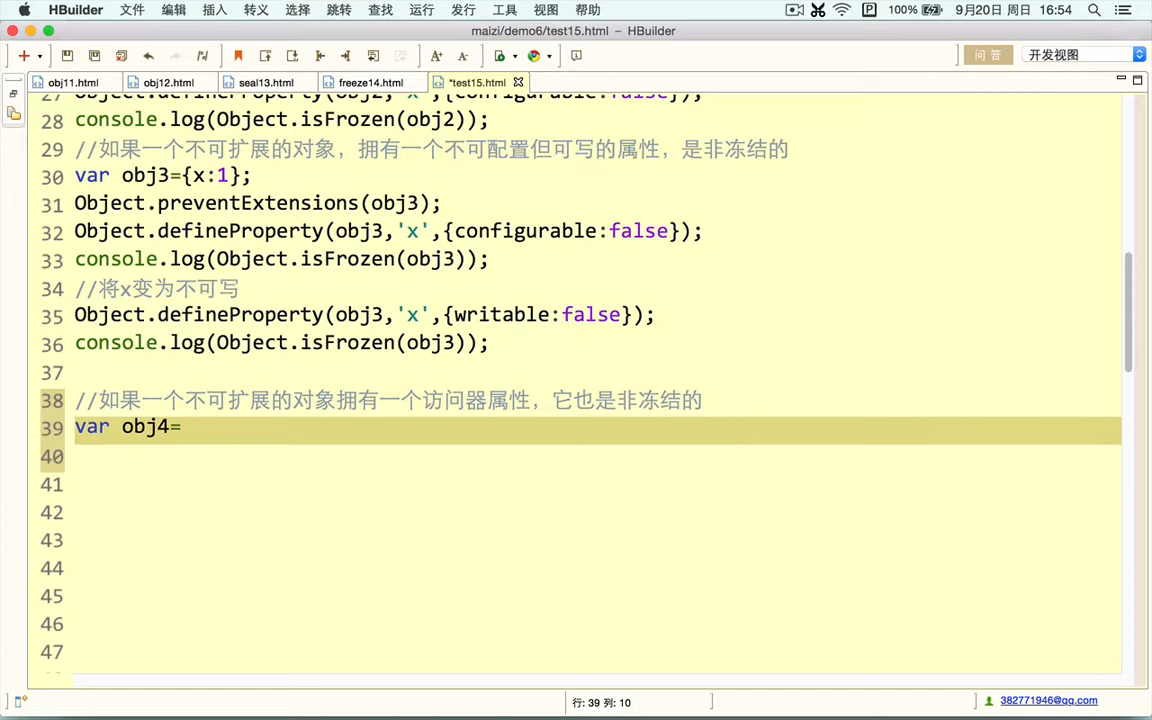 HBuilder 文件 编辑 插入 转义 选择 跳转 查找 运行 发行 工具 视图 帮助 100% 9月20日 周日 16:54
maizi/demo6/test15.html – HBuilder
问 答 开发视图
obj11.html obj12.html seal13.html freeze14.html *test15.html
27 Object.defineProperty(obj2,'x',{configurable:false});
28 console.log(Object.isFrozen(obj2));
29 //如果一个不可扩展的对象，拥有一个不可配置但可写的属性，是非冻结的
30 var obj3={x:1};
31 Object.preventExtensions(obj3);
32 Object.defineProperty(obj3,'x',{configurable:false});
33 console.log(Object.isFrozen(obj3));
34 //将x变为不可写
35 Object.defineProperty(obj3,'x',{writable:false});
36 console.log(Object.isFrozen(obj3));
37
38 //如果一个不可扩展的对象拥有一个访问器属性，它也是非冻结的
39 var obj4=
40
41
42
43
44
45
46
47
行: 39 列: 10 382771946@qq.com